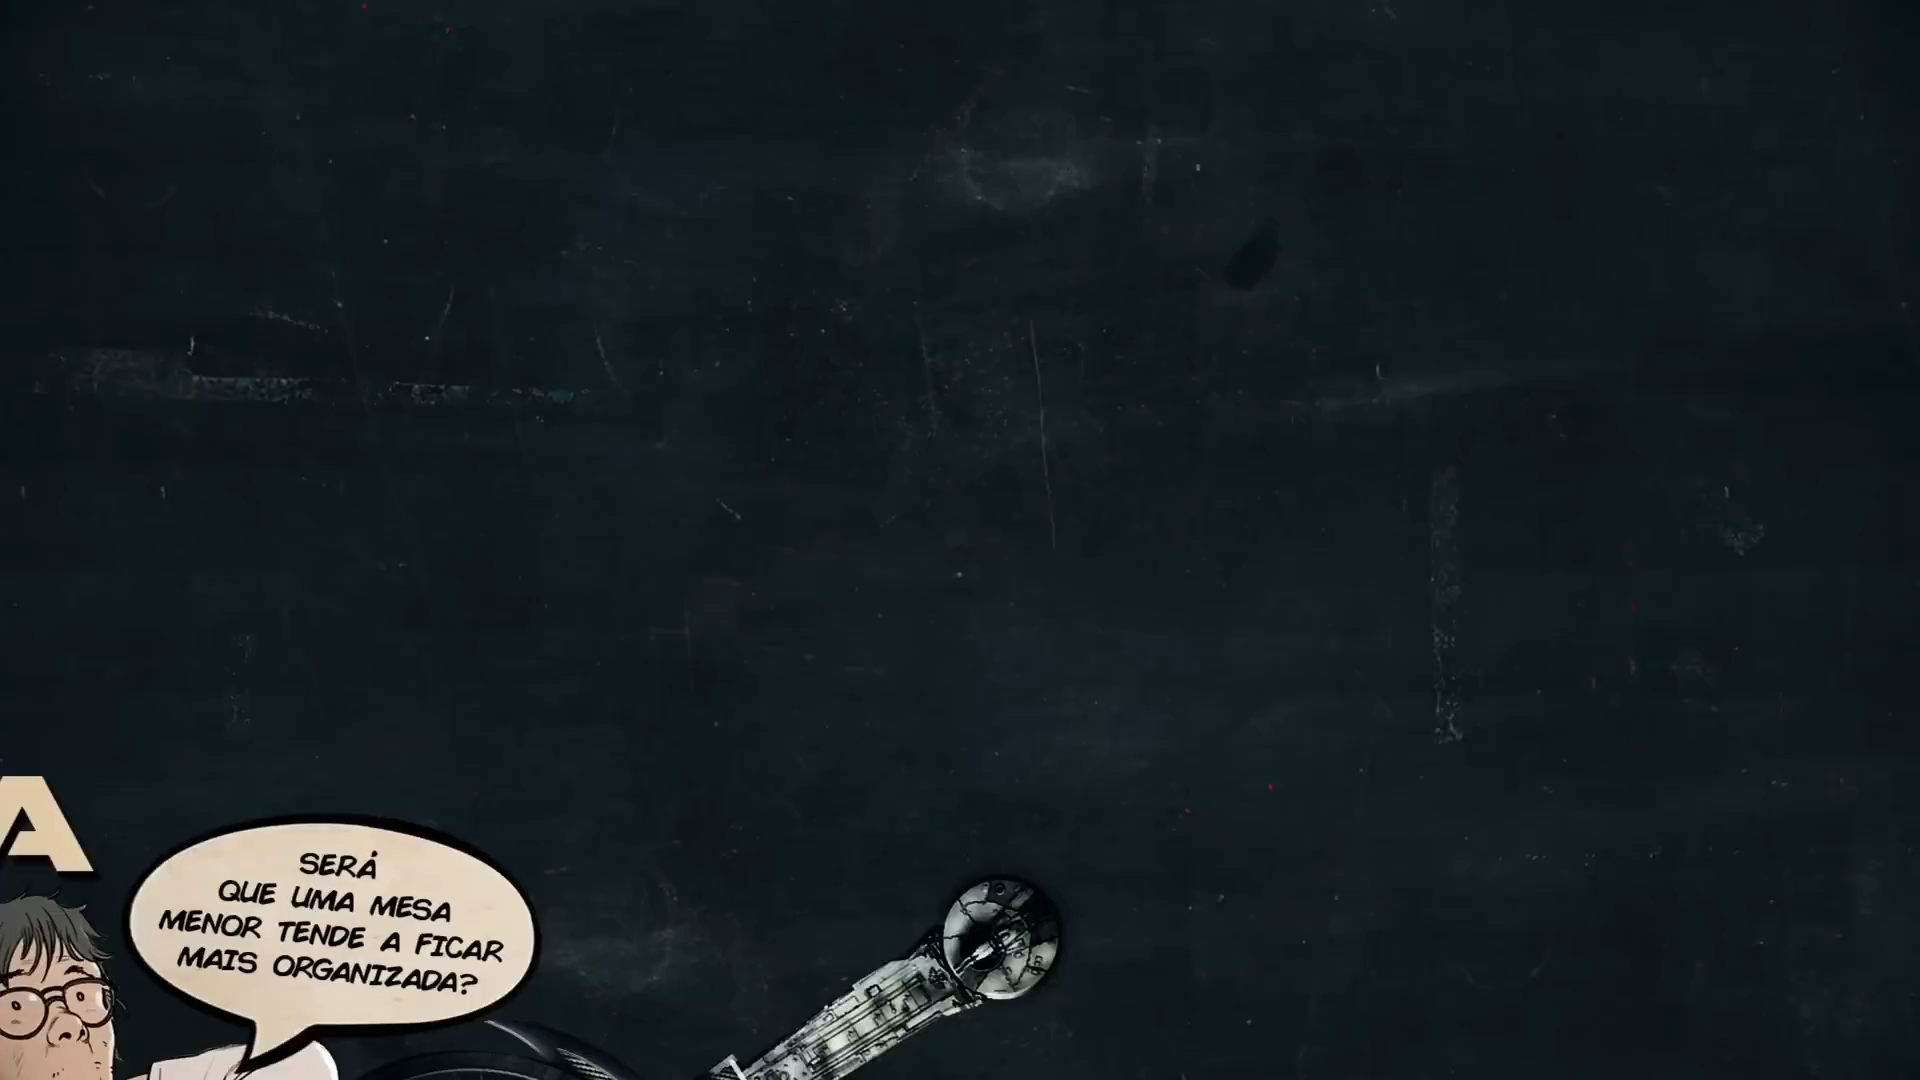 A
SERÁ
QUE UMA MESA
MENOR TENDE A FICAR
MAIS ORGANIZADA?